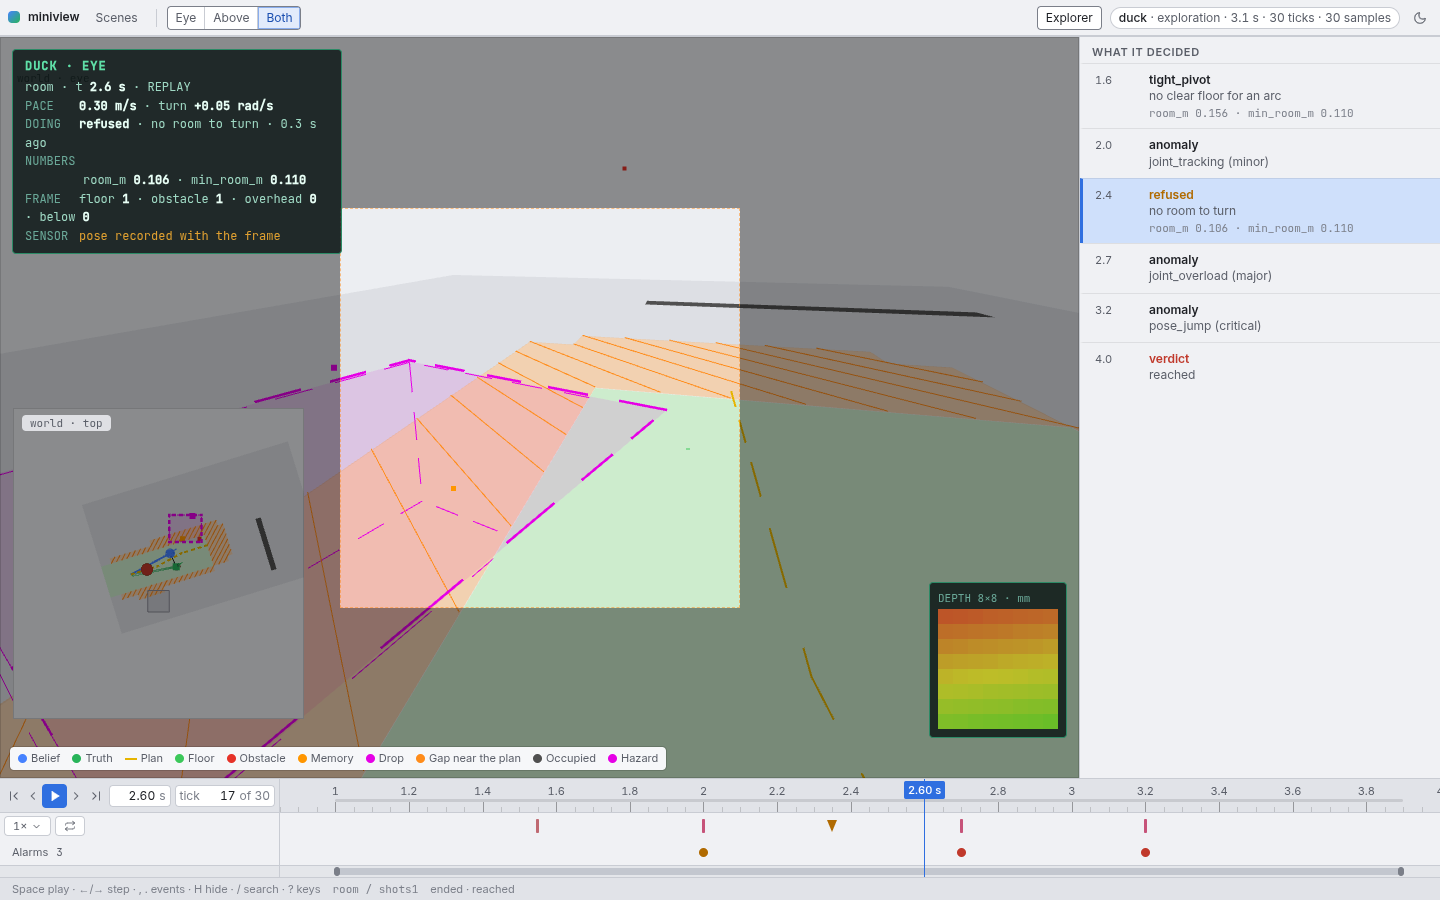 miniview
Scenes
Eye
Above
Both
Explorer
duck · exploration · 3.1 s · 30 ticks · 30 samples
DUCK · EYE
room · t 2.6 s · REPLAY
PACE 0.30 m/s · turn +0.05 rad/s
DOING refused · no room to turn · 0.3 s
ago
NUMBERS
room_m 0.106 · min_room_m 0.110
FRAME floor 1 · obstacle 1 · overhead 0
· below 0
SENSOR pose recorded with the frame
world · top
DEPTH 8×8 · mm
Belief
Truth
Plan
Floor
Obstacle
Memory
Drop
Gap near the plan
Occupied
Hazard
WHAT IT DECIDED
1.6 tight_pivot
no clear floor for an arc
room_m 0.156 · min_room_m 0.110
2.0 anomaly
joint_tracking (minor)
2.4 refused
no room to turn
room_m 0.106 · min_room_m 0.110
2.7 anomaly
joint_overload (major)
3.2 anomaly
pose_jump (critical)
4.0 verdict
reached
2.60 s
tick 17 of 30
1 1.2 1.4 1.6 1.8 2 2.2 2.4 2.60 s 2.8 3 3.2 3.4 3.6 3.8
1×
Alarms 3
Space play · ←/→ step · , . events · H hide · / search · ? keys room / shots1 ended · reached